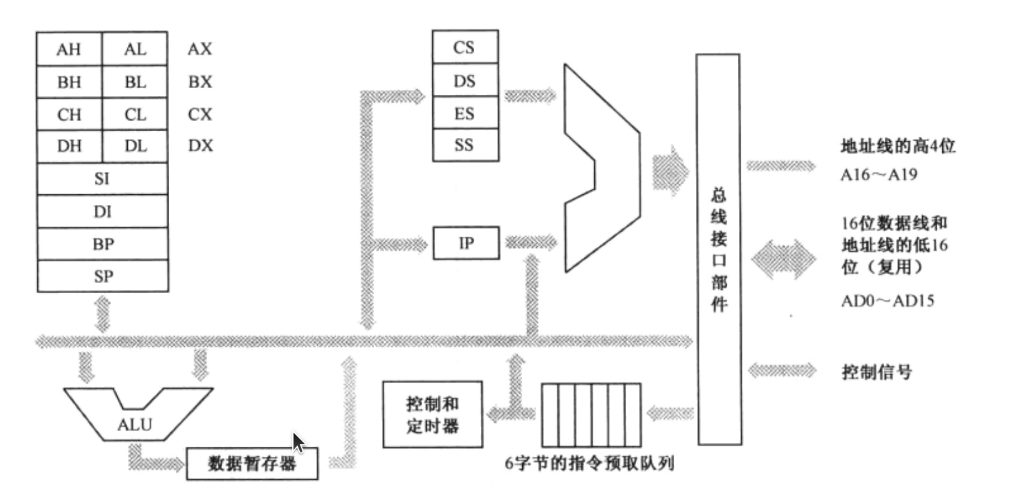 AH AL AX
BH BL BX
CH CL CX
DH DL DX
SI
DI
BP
SP
CS
DS
ES
SS
IP
ALU
数据暂存器
控制和
定时器
6字节的指令预取队列
总
线
接
口
部
件
地址线的高4位
A16～A19
16位数据线和
地址线的低16
位（复用）
AD0～AD15
控制信号